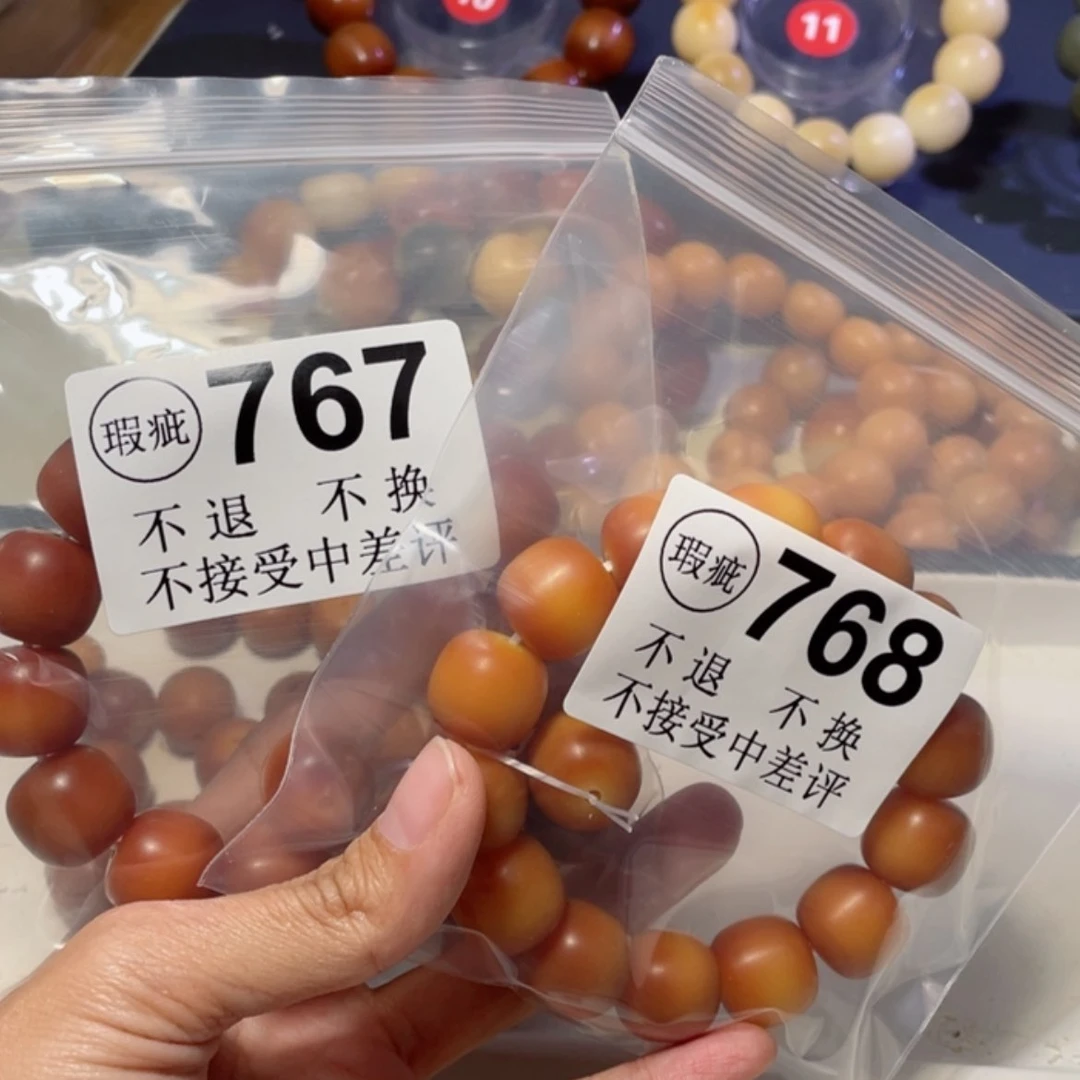 11
瑕疵 767
不退 不换
不接受中差评
瑕疵 768
不退 不换
不接受中差评